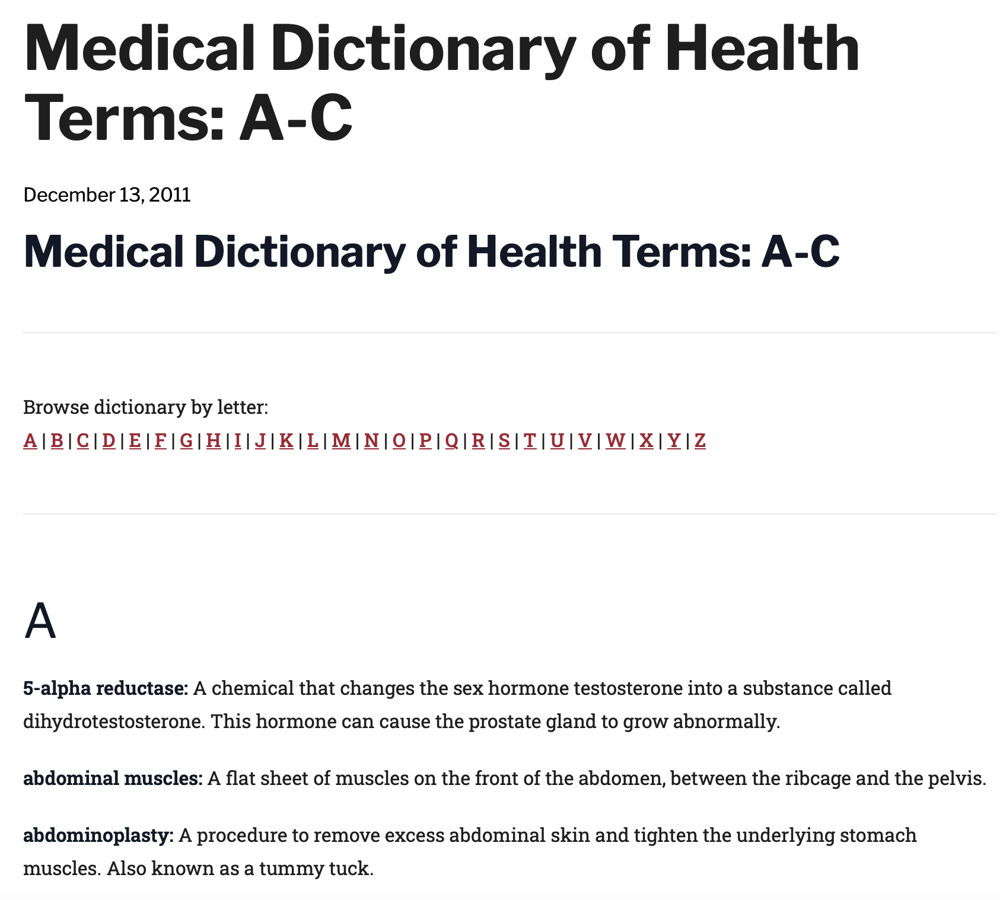 Medical Dictionary of Health
Terms: A-C
December 13, 2011
Medical Dictionary of Health Terms: A-C
Browse dictionary by letter:
A | B | C | D | E | F | G | H | I | J | K | L | M | N | O | P | Q | R | S | T | U | V | W | X | Y | Z
A
5-alpha reductase: A chemical that changes the sex hormone testosterone into a substance called
dihydrotestosterone. This hormone can cause the prostate gland to grow abnormally.
abdominal muscles: A flat sheet of muscles on the front of the abdomen, between the ribcage and the pelvis.
abdominoplasty: A procedure to remove excess abdominal skin and tighten the underlying stomach
muscles. Also known as a tummy tuck.